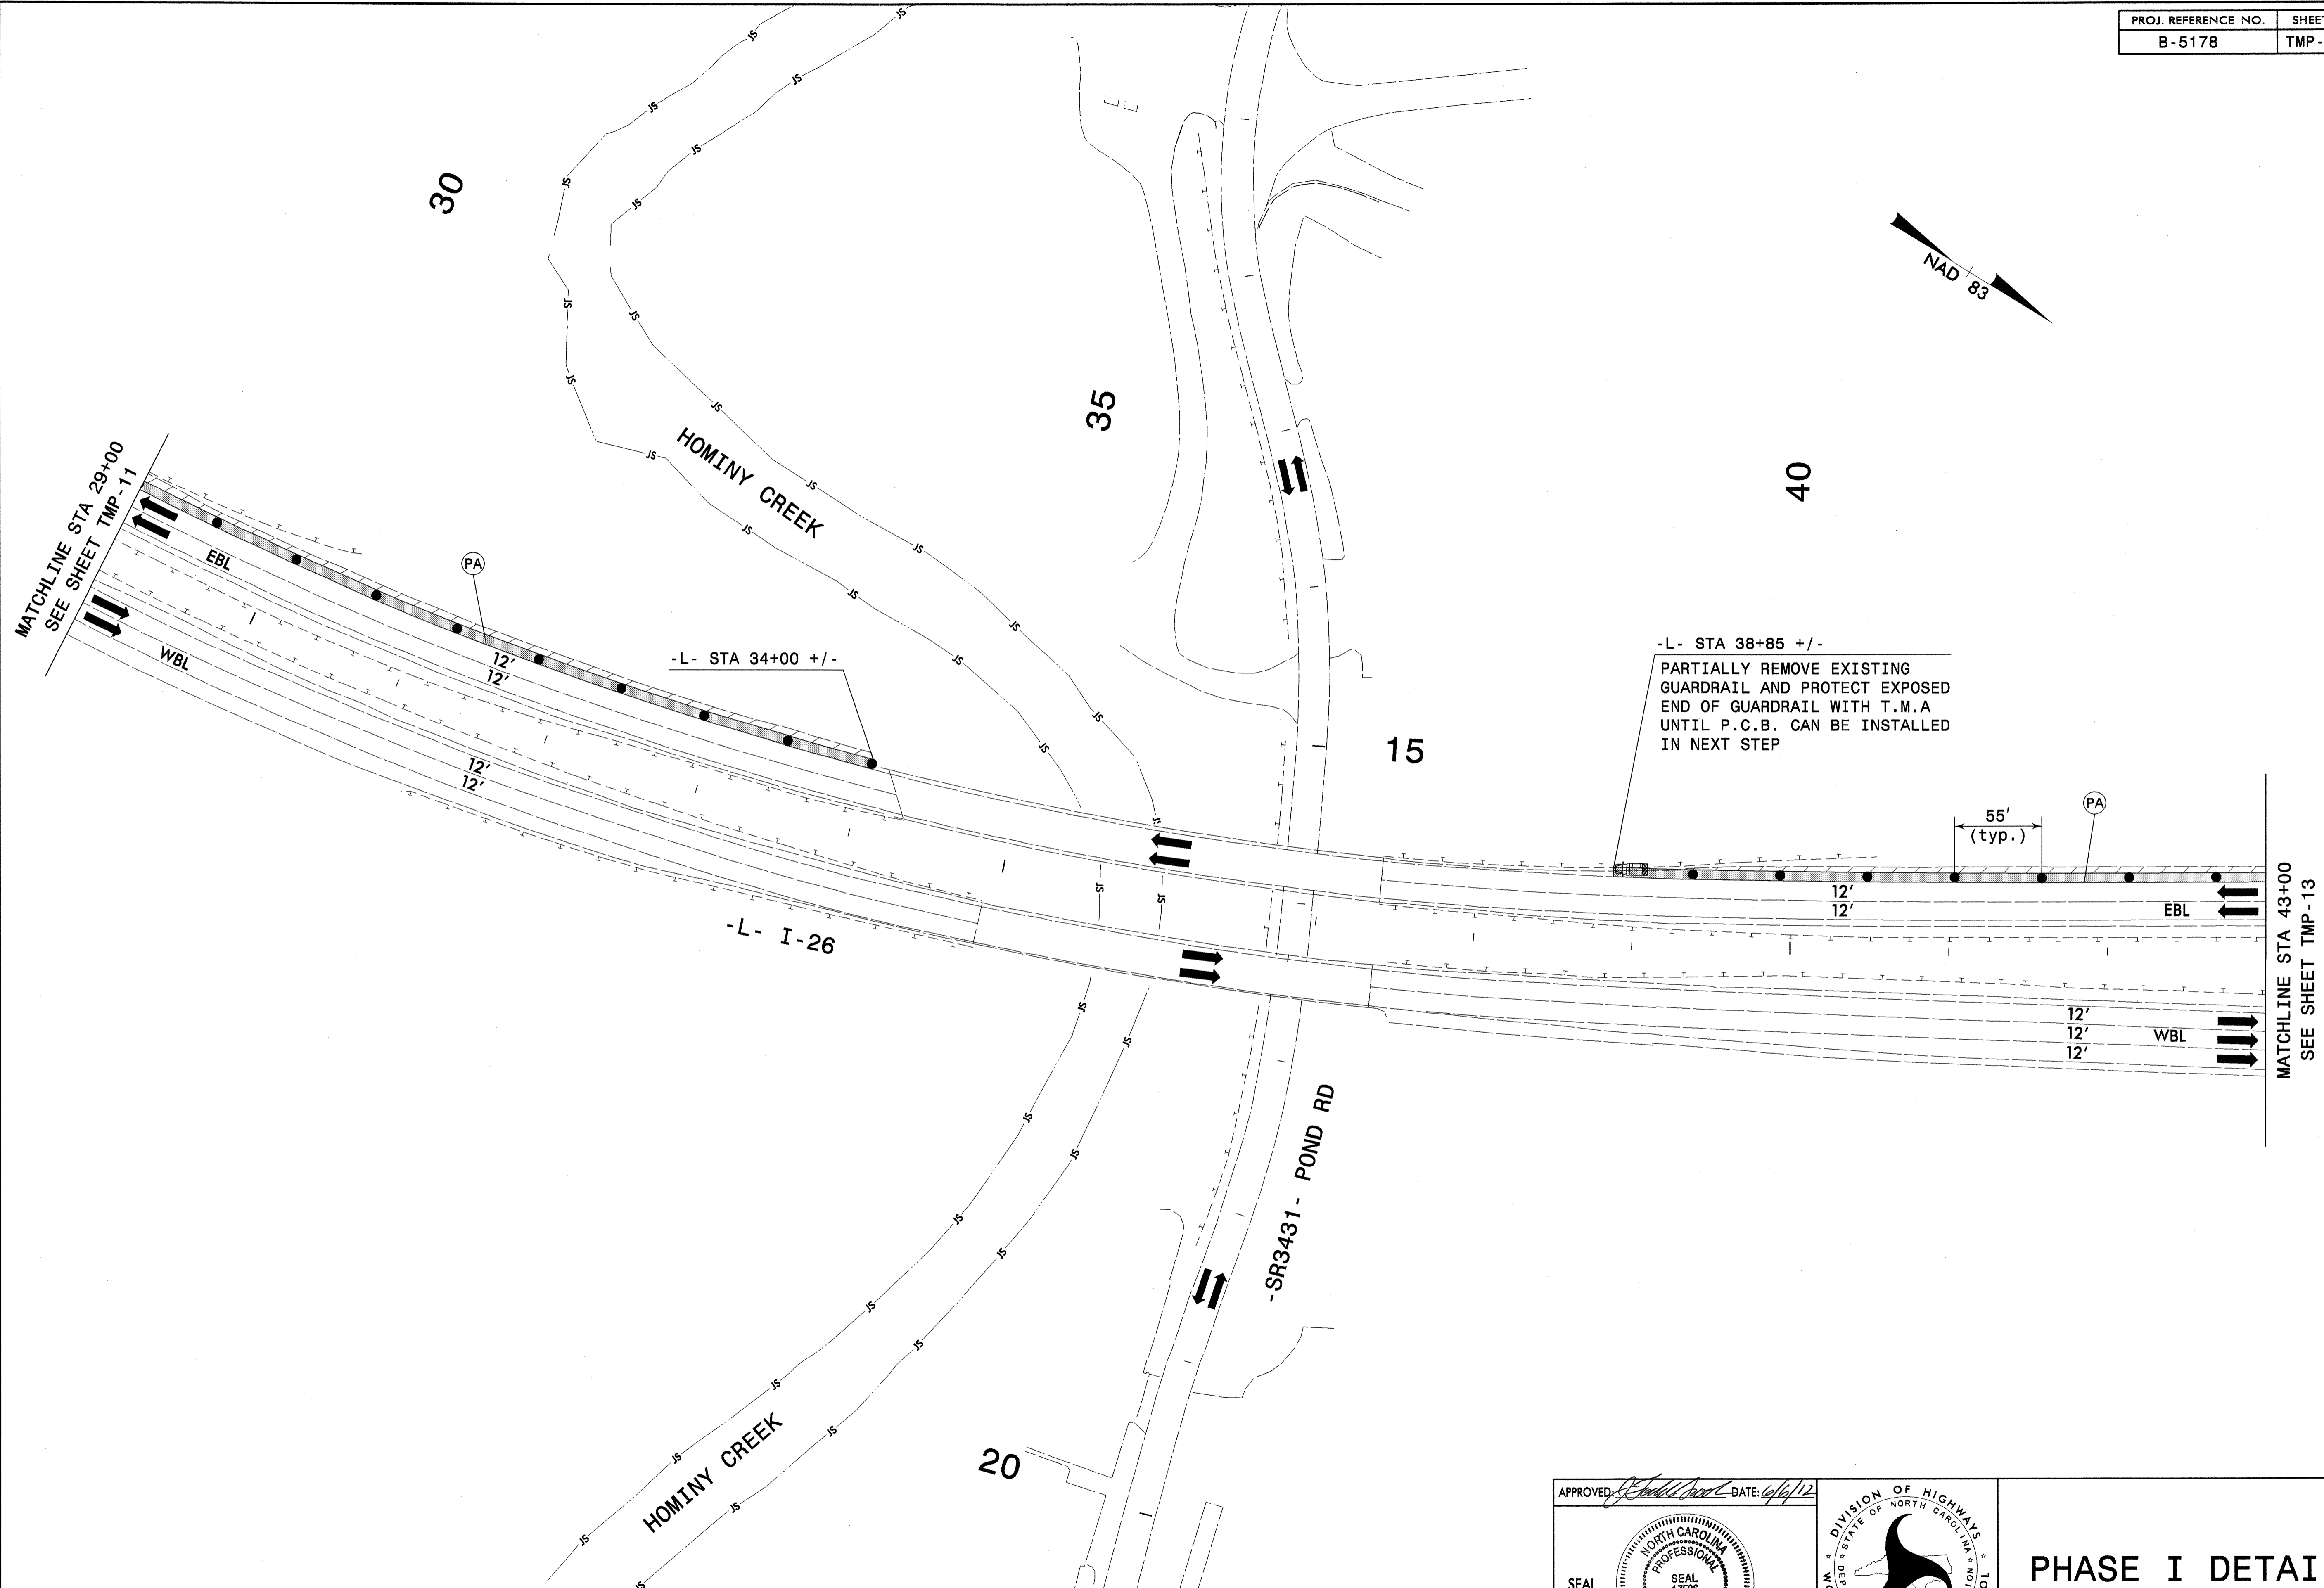 PROJ. REFERENCE NO. SHEET
B-5178 TMP-
30
NAD 83
35
HOMINY CREEK
40
MATCHLINE STA 29+00
SEE SHEET TMP-11
EBL
PA
WBL
12'
12'
-L- STA 34+00 +/-
-L- STA 38+85 +/-
PARTIALLY REMOVE EXISTING
GUARDRAIL AND PROTECT EXPOSED
END OF GUARDRAIL WITH T.M.A
UNTIL P.C.B. CAN BE INSTALLED
IN NEXT STEP
15
12'
12'
55'
(typ.)
PA
12'
12'
EBL
-L- I-26
MATCHLINE STA 43+00
SEE SHEET TMP-13
12'
12'
12'
WBL
-SR3431- POND RD
HOMINY CREEK
20
APPROVED: DATE: 6/6/12
SEAL
NORTH CAROLINA
PROFESSIONAL
SEAL
DIVISION OF HIGHWAYS
STATE OF NORTH CAROLINA
PHASE I DETAI